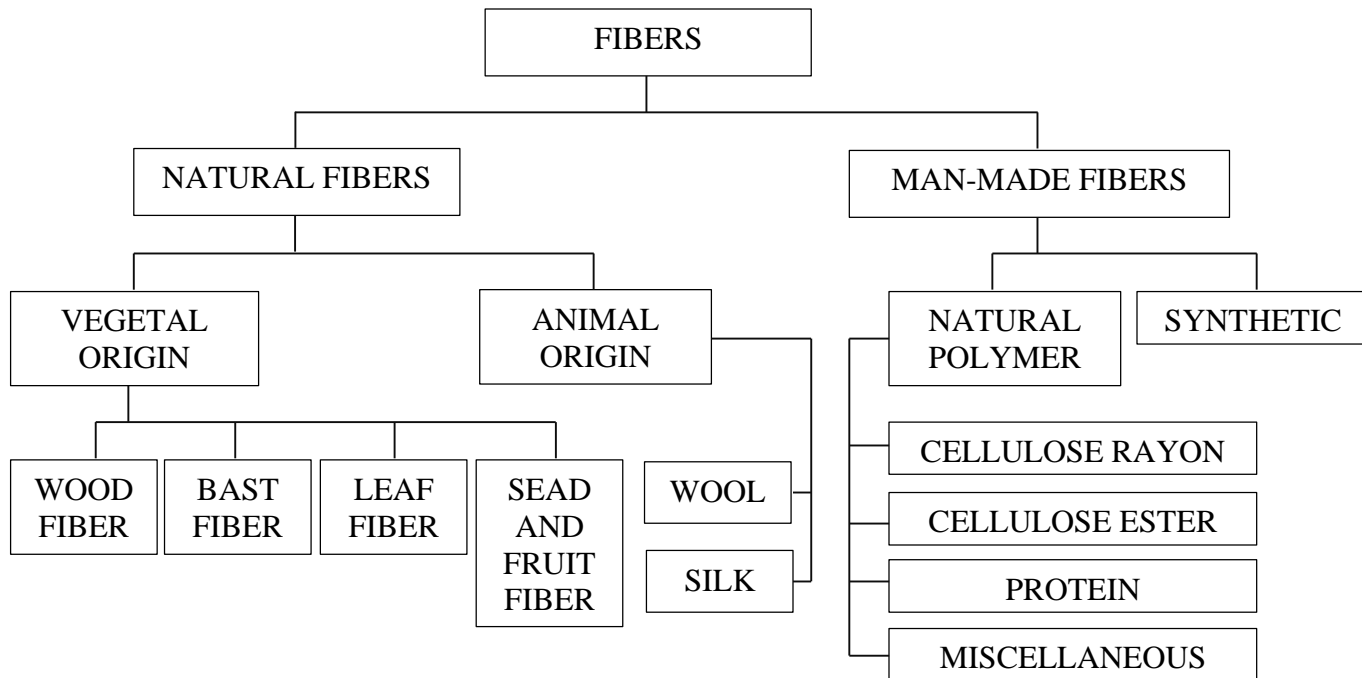 FIBERS
NATURAL FIBERS
MAN-MADE FIBERS
VEGETAL
ORIGIN
ANIMAL
ORIGIN
NATURAL
POLYMER
SYNTHETIC
WOOD
FIBER
BAST
FIBER
LEAF
FIBER
SEAD
AND
FRUIT
FIBER
WOOL
SILK
CELLULOSE RAYON
CELLULOSE ESTER
PROTEIN
MISCELLANEOUS